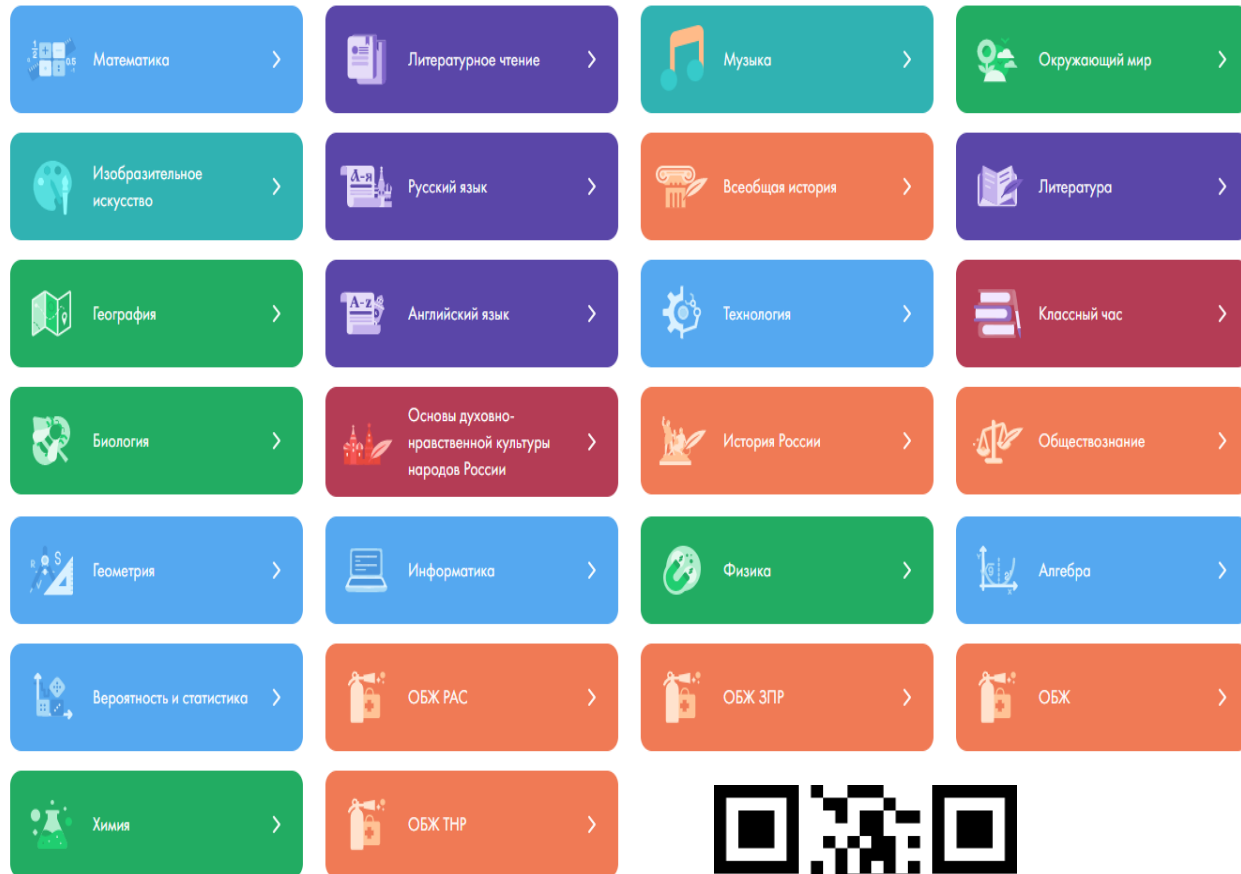 Математика
Литературное чтение
Музыка
Окружающий мир
Изобразительное
искусство
Русский язык
Всеобщая история
Литература
География
Английский язык
Технология
Классный час
Биология
Основы духовно-
нравственной культуры
народов России
История России
Обществознание
Геометрия
Информатика
Физика
Алгебра
Вероятность и статистика
ОБЖ РАС
ОБЖ ЗПР
ОБЖ
Химия
ОБЖ ТНР